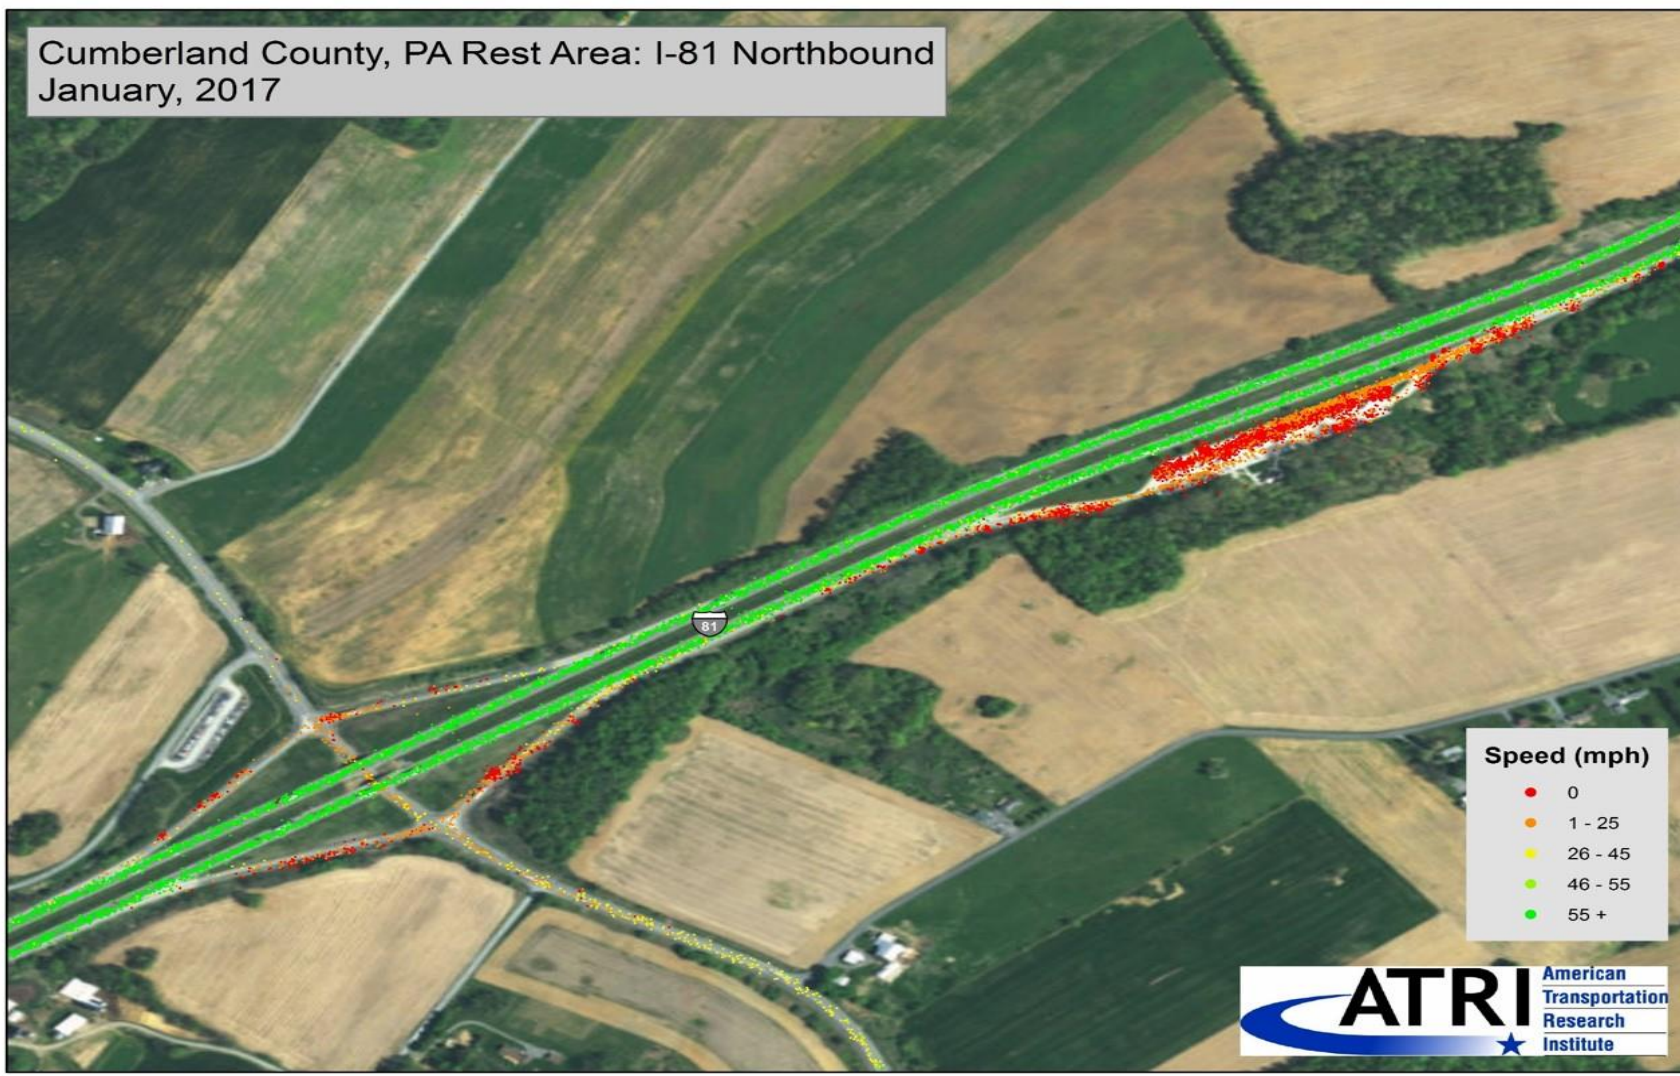 Cumberland County, PA Rest Area: I-81 Northbound
January, 2017
81
Speed (mph)
0
1 - 25
26 - 45
46 - 55
55 +
ATRI
American
Transportation
Research
Institute